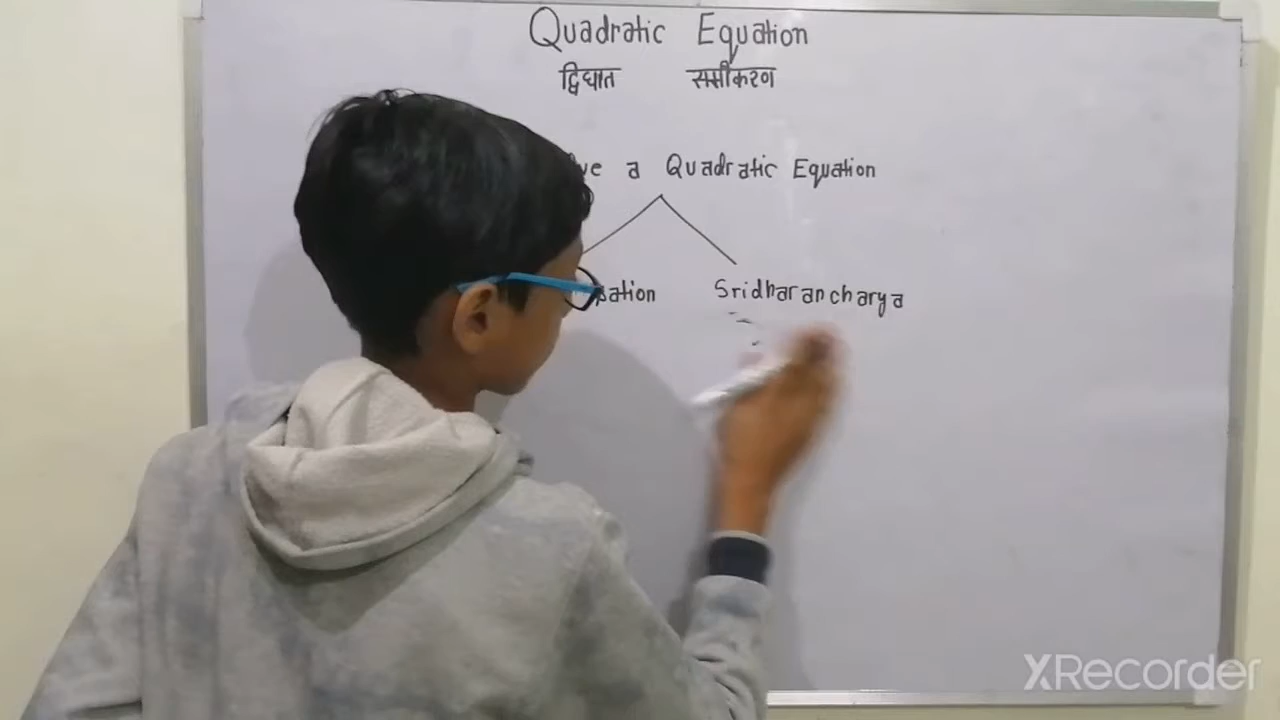 Quadratic Equation
द्विघात समीकरण
a Quadratic Equation
Sridharancharya
XRecorder